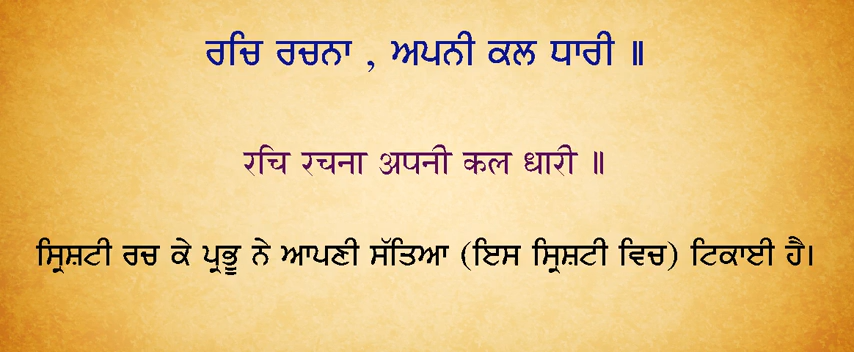 ਰਚਿ ਰਚਨਾ , ਅਪਨੀ ਕਲ ਧਾਰੀ ॥
रचि रचना अपनी कल धारी ॥
ਸ੍ਰਿਸ਼ਟੀ ਰਚ ਕੇ ਪ੍ਰਭੂ ਨੇ ਆਪਣੀ ਸੱਤਿਆ (ਇਸ ਸ੍ਰਿਸ਼ਟੀ ਵਿਚ) ਟਿਕਾਈ ਹੈ।